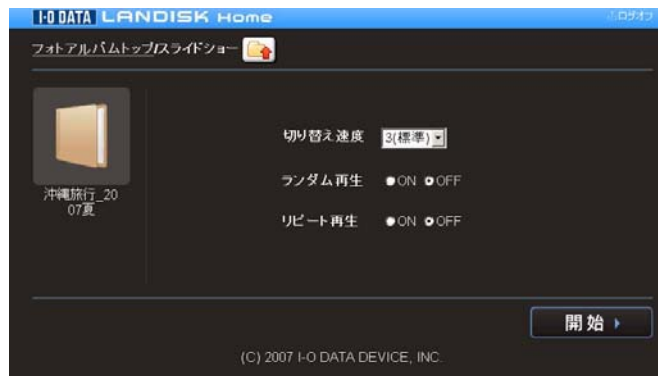 I-O DATA LANDISK Home
ログオフ
フォトアルバムトップ/スライドショー
切り替え速度 3(標準)
ランダム再生 ON OFF
沖縄旅行_20
07夏
リピート再生 ON OFF
開始
(C) 2007 I-O DATA DEVICE, INC.